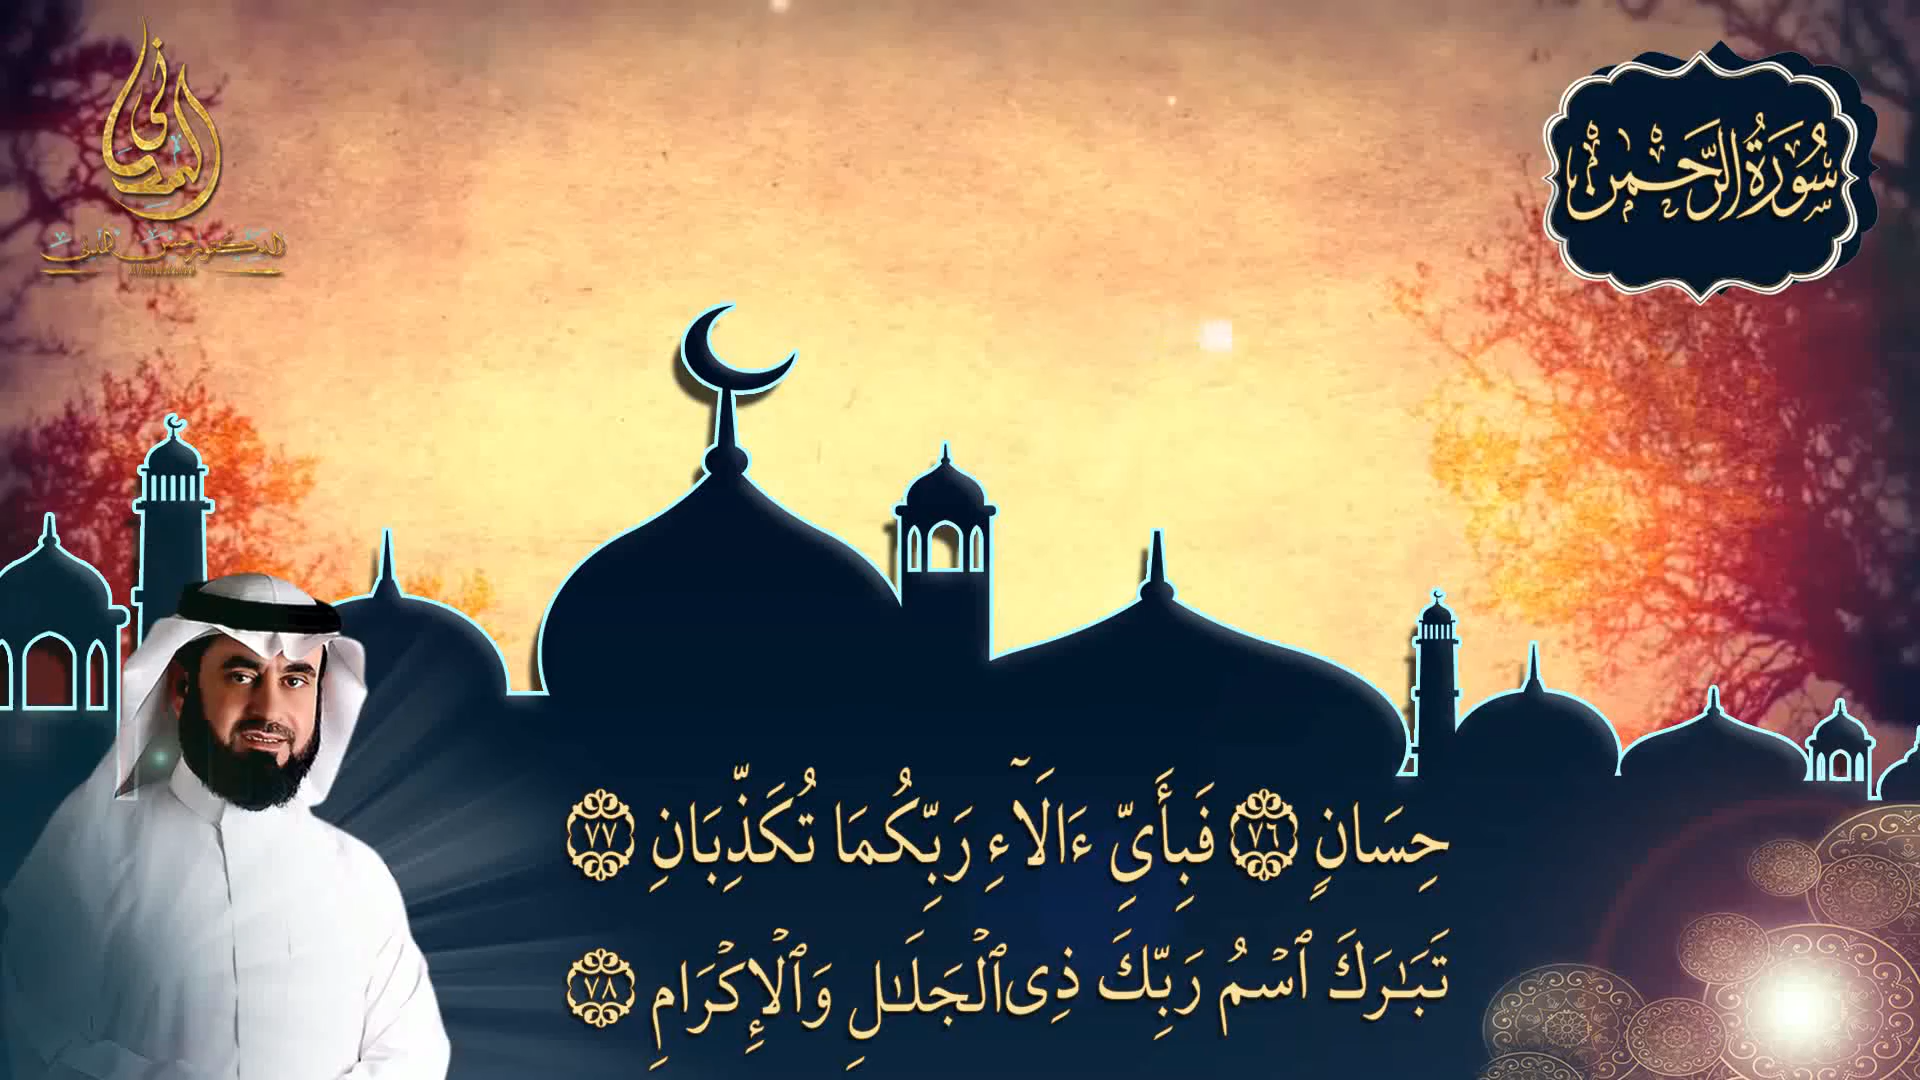 سُورَةُ الرَّحۡمٰن
حِسَانٍ ٧٦ فَبِأَىِّ ءَالَآءِ رَبِّكُمَا تُكَذِّبَانِ ٧٧
تَبَـٰرَكَ ٱسۡمُ رَبِّكَ ذِى ٱلۡجَلَـٰلِ وَٱلۡإِكۡرَامِ ٧٨